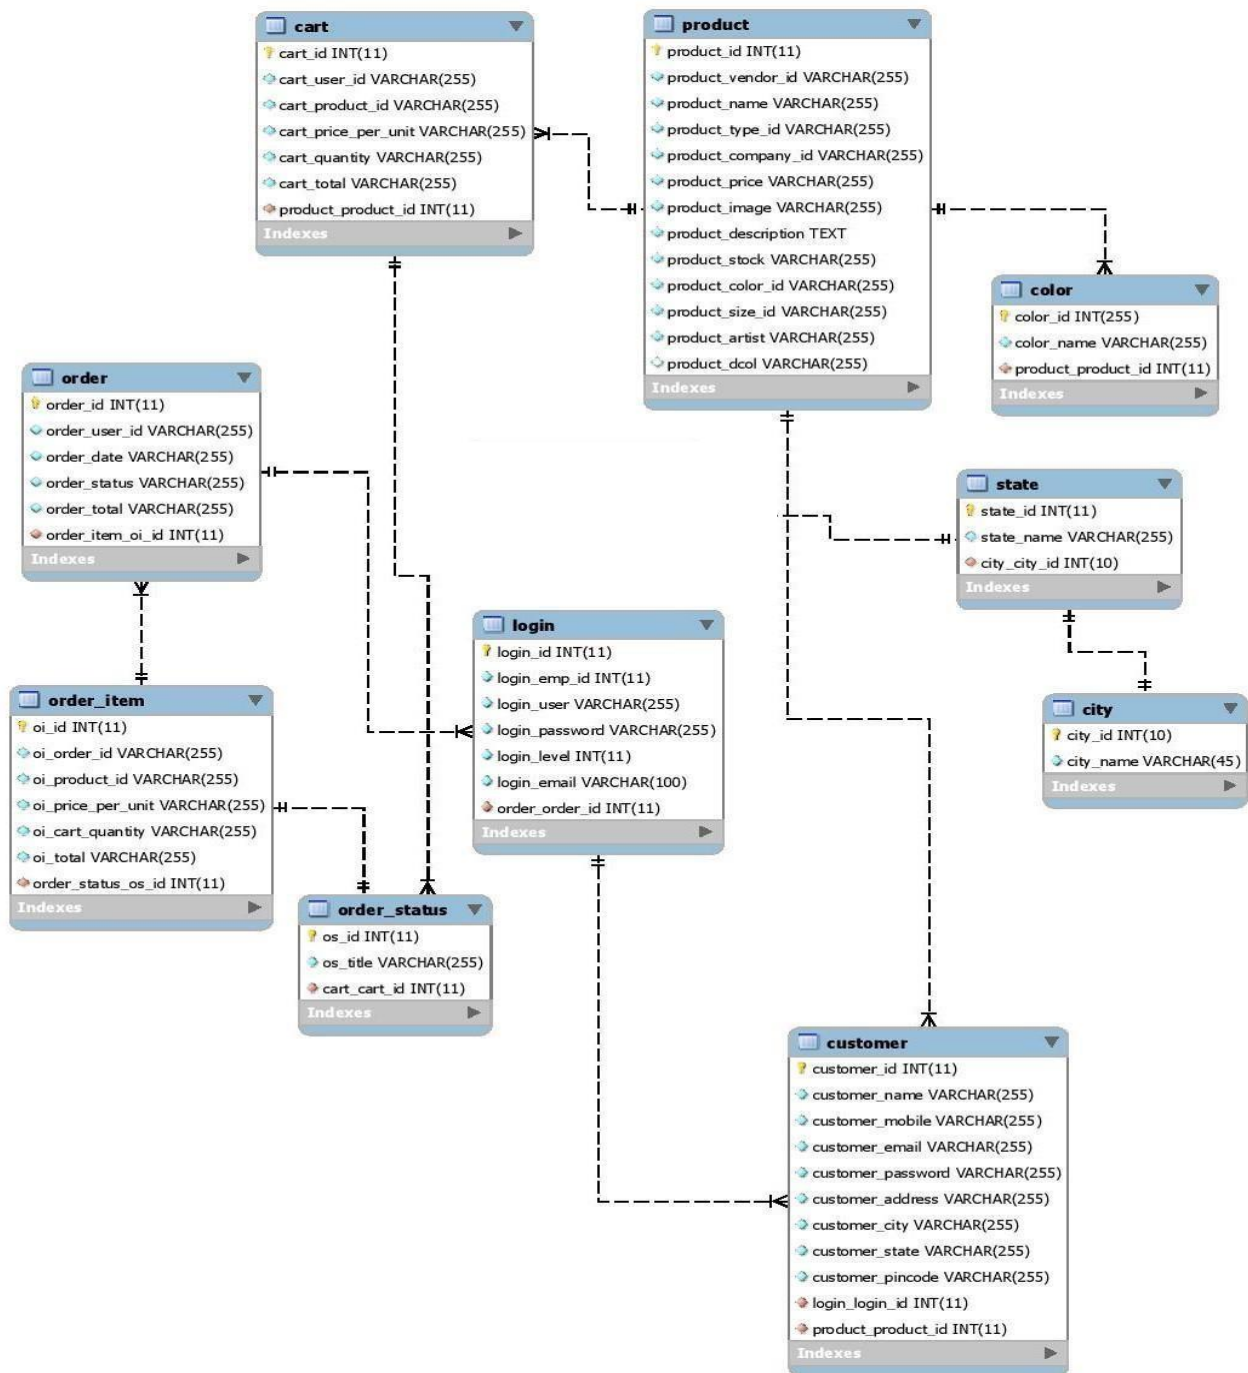 cart
cart_id INT(11)
cart_user_id VARCHAR(255)
cart_product_id VARCHAR(255)
cart_price_per_unit VARCHAR(255)
cart_quantity VARCHAR(255)
cart_total VARCHAR(255)
product_product_id INT(11)
Indexes
product
product_id INT(11)
product_vendor_id VARCHAR(255)
product_name VARCHAR(255)
product_type_id VARCHAR(255)
product_company_id VARCHAR(255)
product_price VARCHAR(255)
product_image VARCHAR(255)
product_description TEXT
product_stock VARCHAR(255)
product_color_id VARCHAR(255)
product_size_id VARCHAR(255)
product_artist VARCHAR(255)
product_dcol VARCHAR(255)
Indexes
color
color_id INT(255)
color_name VARCHAR(255)
product_product_id INT(11)
Indexes
order
order_id INT(11)
order_user_id VARCHAR(255)
order_date VARCHAR(255)
order_status VARCHAR(255)
order_total VARCHAR(255)
order_item_oi_id INT(11)
Indexes
state
state_id INT(11)
state_name VARCHAR(255)
city_city_id INT(10)
Indexes
login
login_id INT(11)
login_emp_id INT(11)
login_user VARCHAR(255)
login_password VARCHAR(255)
login_level INT(11)
login_email VARCHAR(100)
order_order_id INT(11)
Indexes
order_item
oi_id INT(11)
oi_order_id VARCHAR(255)
oi_product_id VARCHAR(255)
oi_price_per_unit VARCHAR(255)
oi_cart_quantity VARCHAR(255)
oi_total VARCHAR(255)
order_status_os_id INT(11)
Indexes
city
city_id INT(10)
city_name VARCHAR(45)
Indexes
order_status
os_id INT(11)
os_title VARCHAR(255)
cart_cart_id INT(11)
Indexes
customer
customer_id INT(11)
customer_name VARCHAR(255)
customer_mobile VARCHAR(255)
customer_email VARCHAR(255)
customer_password VARCHAR(255)
customer_address VARCHAR(255)
customer_city VARCHAR(255)
customer_state VARCHAR(255)
customer_pincode VARCHAR(255)
login_login_id INT(11)
product_product_id INT(11)
Indexes